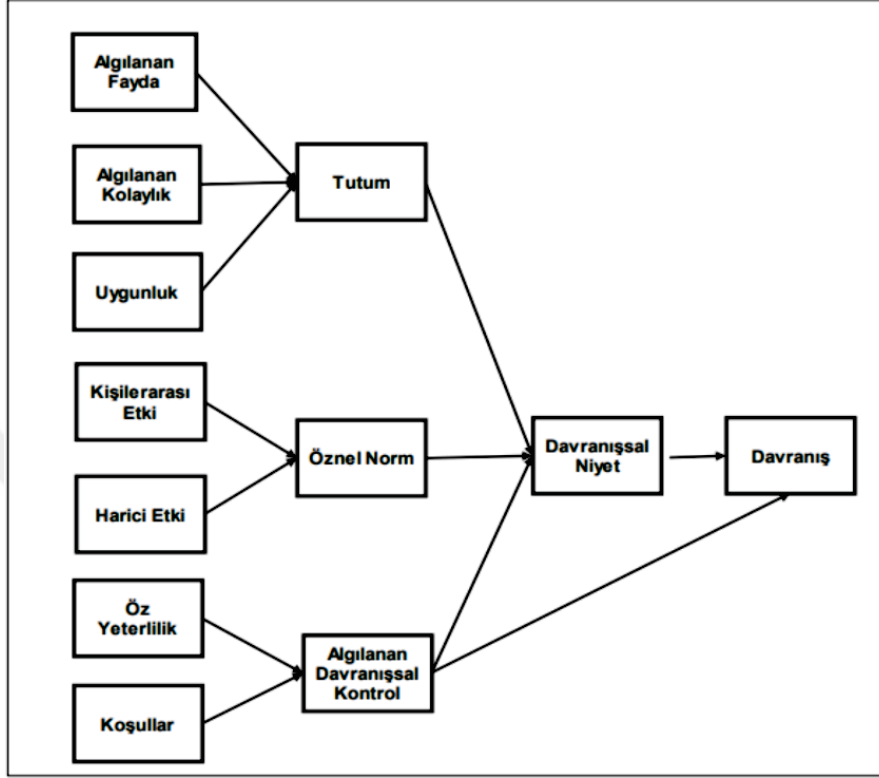 Algılanan
Fayda
Algılanan
Kolaylık
Uygunluk
Tutum
Kişilerarası
Etki
Harici Etki
Öznel Norm
Öz
Yeterlilik
Koşullar
Algılanan
Davranışsal
Kontrol
Davranışsal
Niyet
Davranış